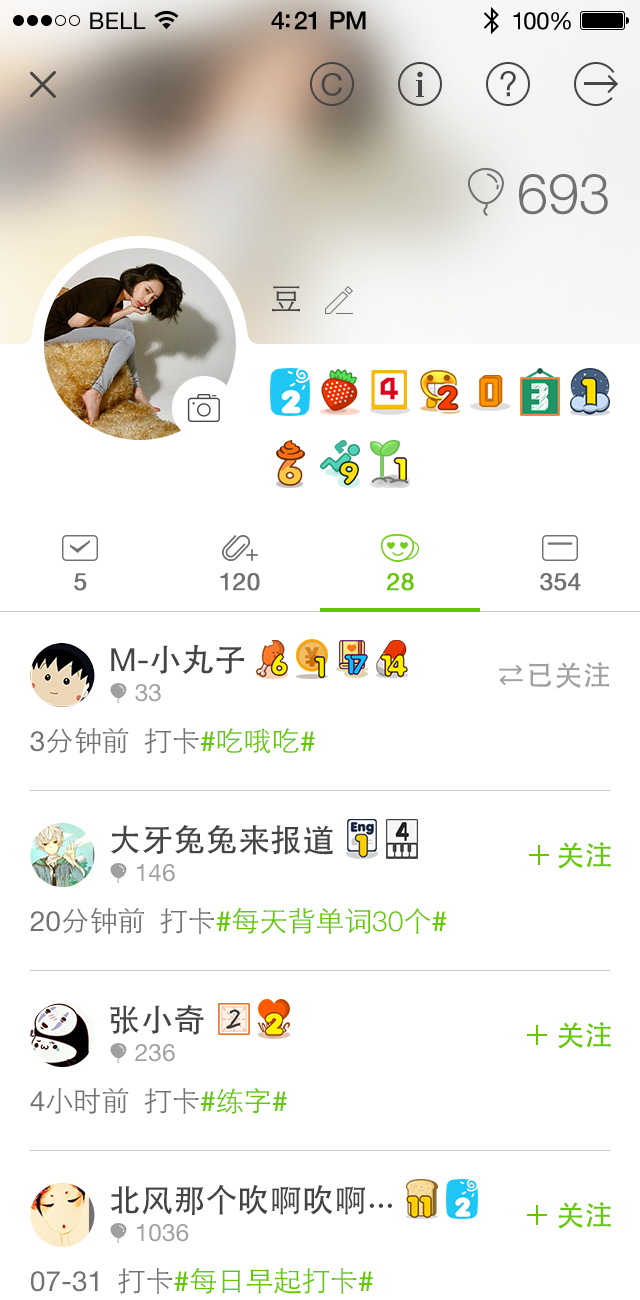 BELL 4:21 PM 100%
C i ?
693
豆
2 4 2 0 3 1
6 9 1
5 120 28 354
M-小丸子 6 ¥1 17 14
33
已关注
3分钟前 打卡#吃哦吃#
大牙兔兔来报道 Eng 1 4
146
+ 关注
20分钟前 打卡#每天背单词30个#
张小奇 2 2
236
+ 关注
4小时前 打卡#练字#
北风那个吹啊吹啊... 11 2
1036
+ 关注
07-31 打卡#每日早起打卡#